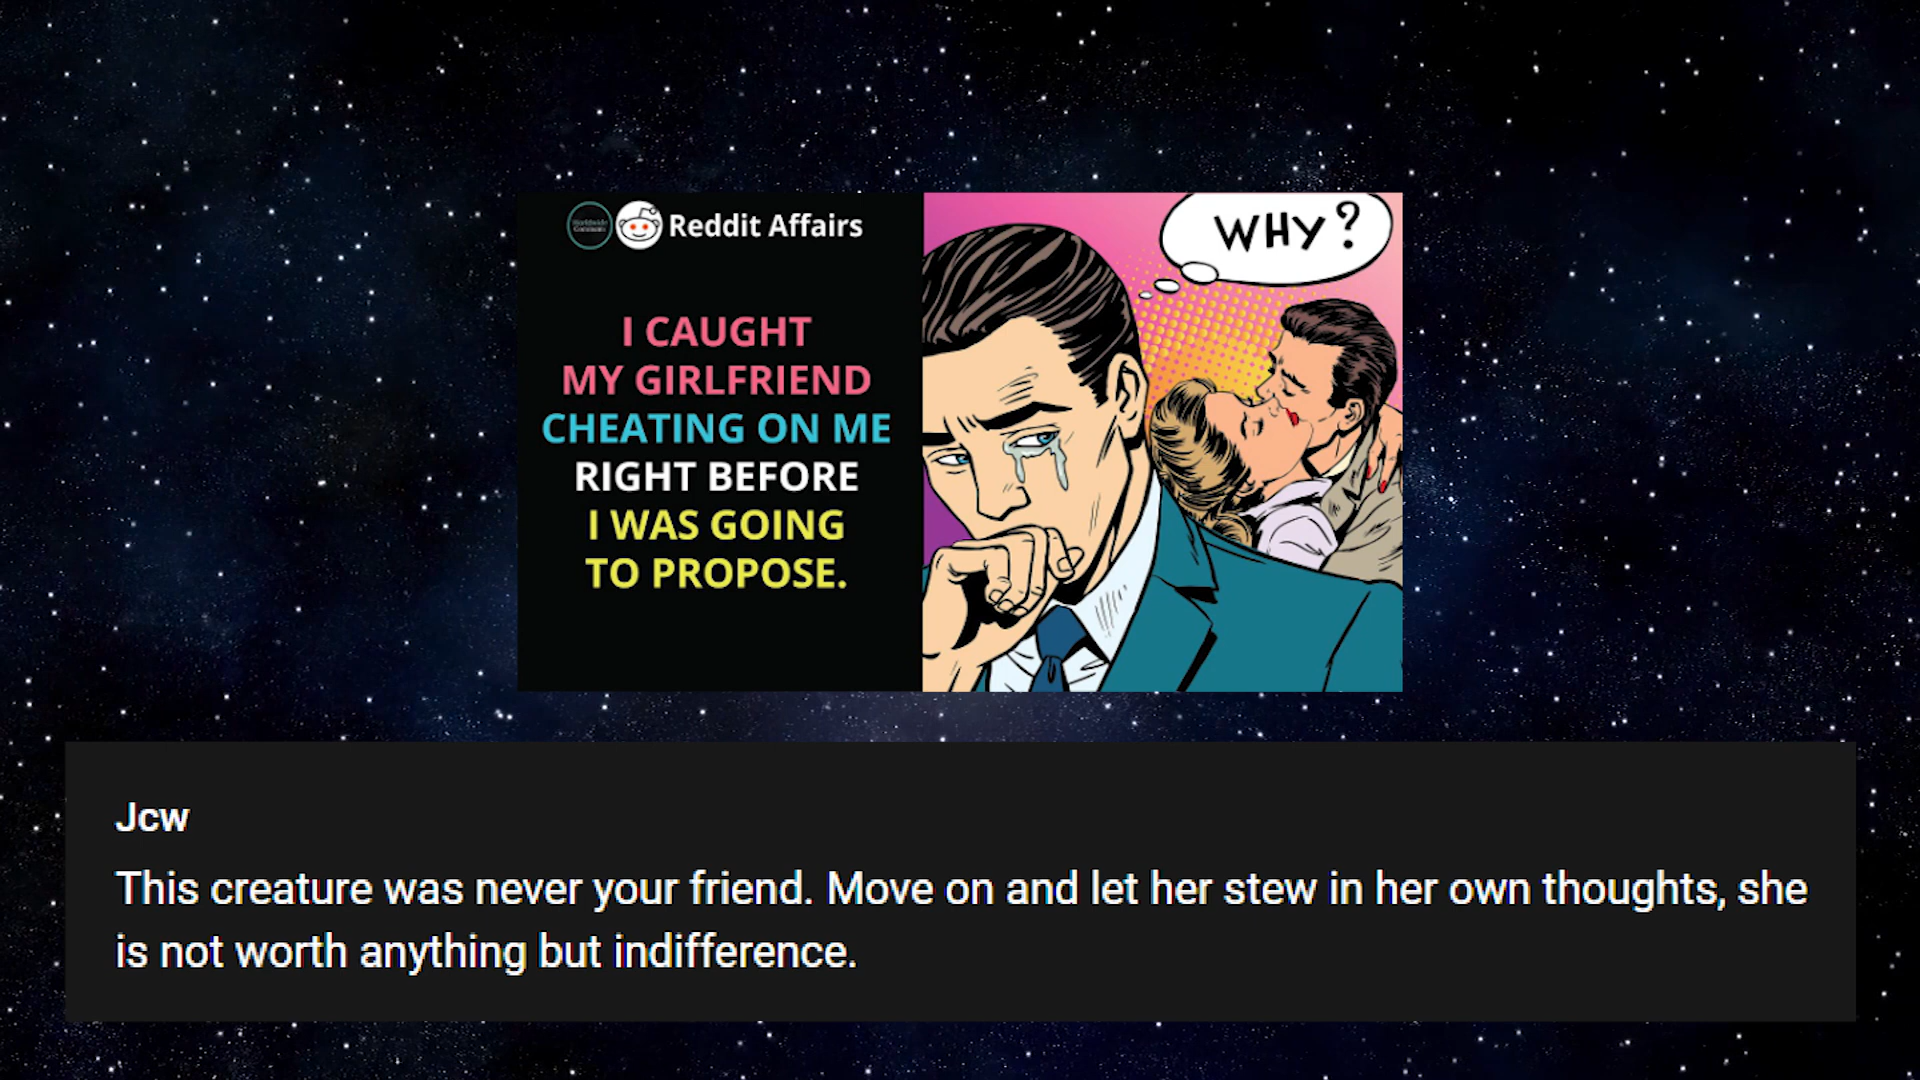 Reddit Affairs
I CAUGHT
MY GIRLFRIEND
CHEATING ON ME
RIGHT BEFORE
I WAS GOING
TO PROPOSE.
WHY?
Jcw
This creature was never your friend. Move on and let her stew in her own thoughts, she
is not worth anything but indifference.